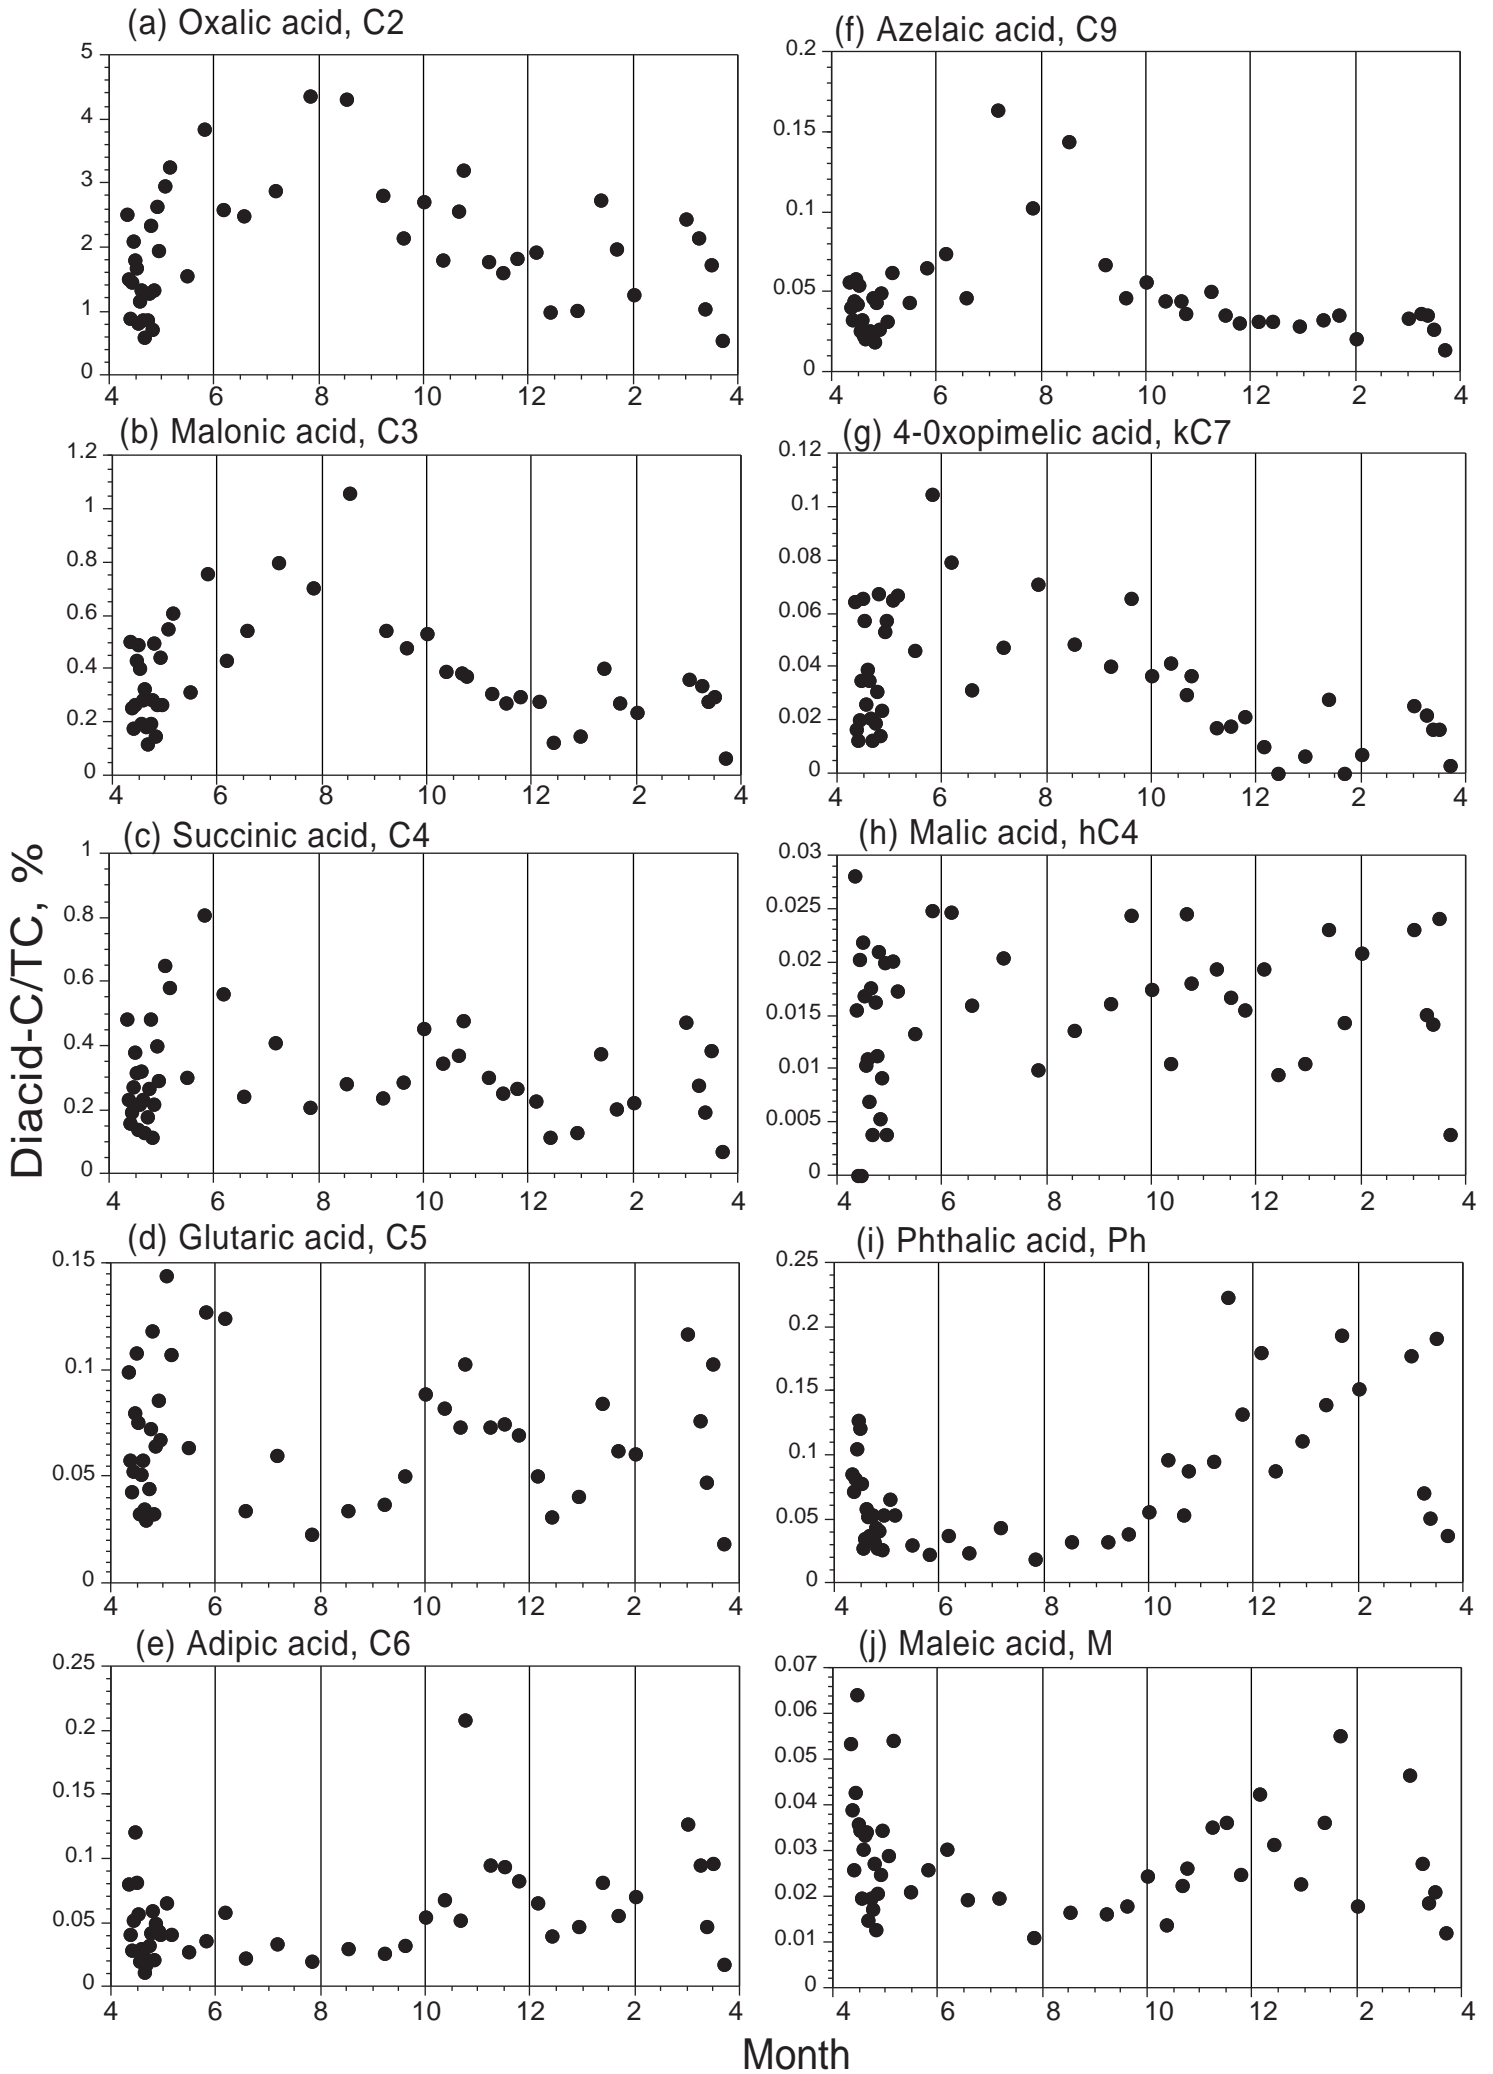 (a) Oxalic acid, C2
5
4
3
2
1
0
4 6 8 10 12 2 4
(b) Malonic acid, C3
1.2
1
0.8
0.6
0.4
0.2
0
4 6 8 10 12 2 4
(c) Succinic acid, C4
1
0.8
0.6
0.4
0.2
0
4 6 8 10 12 2 4
(d) Glutaric acid, C5
0.15
0.1
0.05
0
4 6 8 10 12 2 4
(e) Adipic acid, C6
0.25
0.2
0.15
0.1
0.05
0
4 6 8 10 12 2 4
(f) Azelaic acid, C9
0.2
0.15
0.1
0.05
0
4 6 8 10 12 2 4
(g) 4-0xopimelic acid, kC7
0.12
0.1
0.08
0.06
0.04
0.02
0
4 6 8 10 12 2 4
(h) Malic acid, hC4
0.03
0.025
0.02
0.015
0.01
0.005
0
4 6 8 10 12 2 4
(i) Phthalic acid, Ph
0.25
0.2
0.15
0.1
0.05
0
4 6 8 10 12 2 4
(j) Maleic acid, M
0.07
0.06
0.05
0.04
0.03
0.02
0.01
0
4 6 8 10 12 2 4
Diacid-C/TC, %
Month